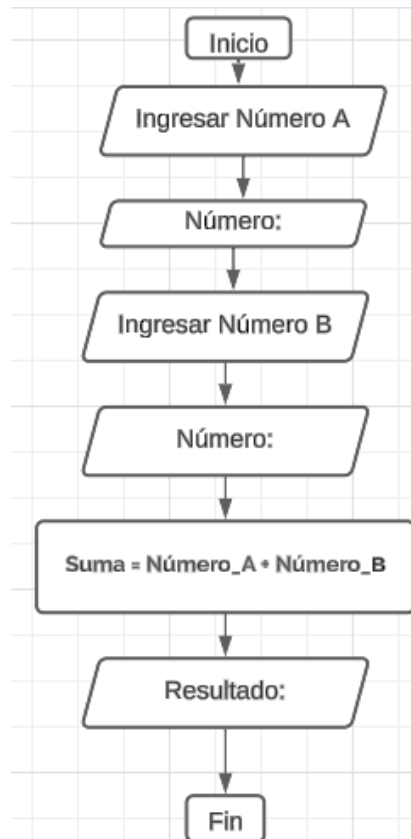 Inicio
Ingresar Número A
Número:
Ingresar Número B
Número:
Suma = Número_A + Número_B
Resultado:
Fin